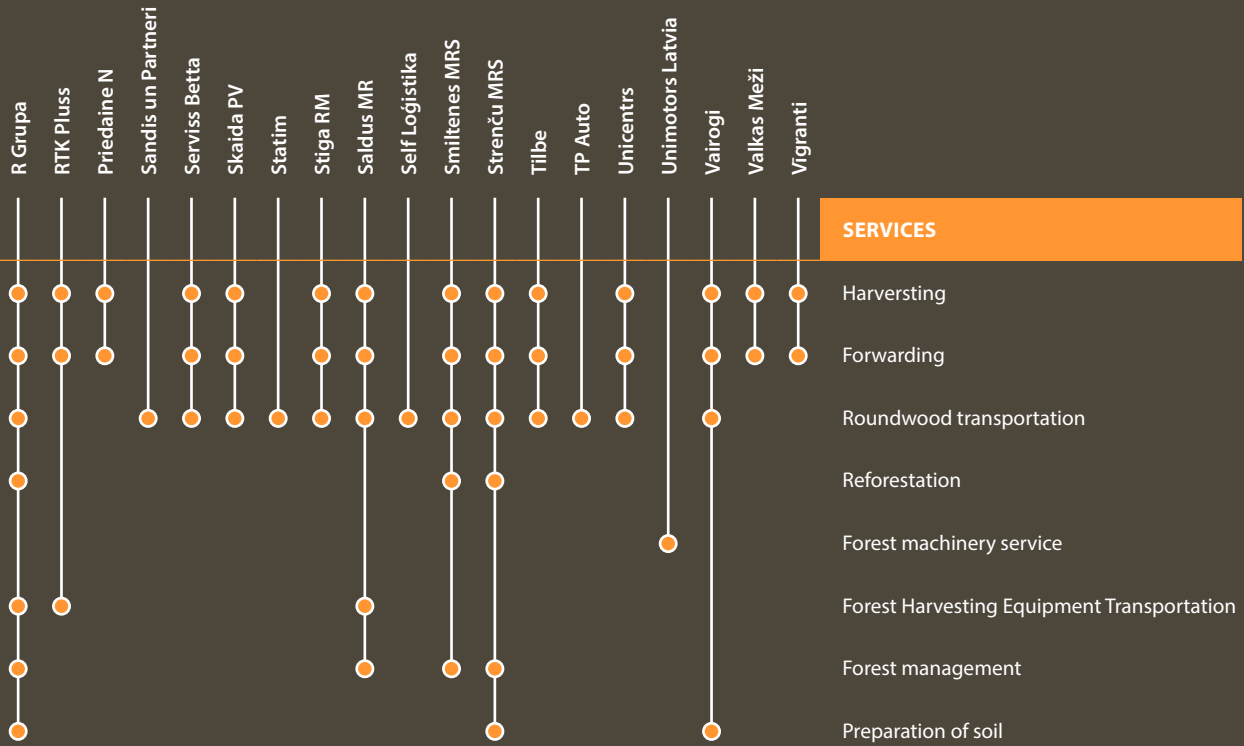 R Grupa
RTK Pluss
Priedaine N
Sandis un Partneri
Serviss Betta
Skaida PV
Statim
Stiga RM
Saldus MR
Self Loģistika
Smiltenes MRS
Strenču MRS
Tilbe
TP Auto
Unicentrs
Unimotors Latvia
Vairogi
Valkas Meži
Vigranti
SERVICES
Harversting
Forwarding
Roundwood transportation
Reforestation
Forest machinery service
Forest Harvesting Equipment Transportation
Forest management
Preparation of soil